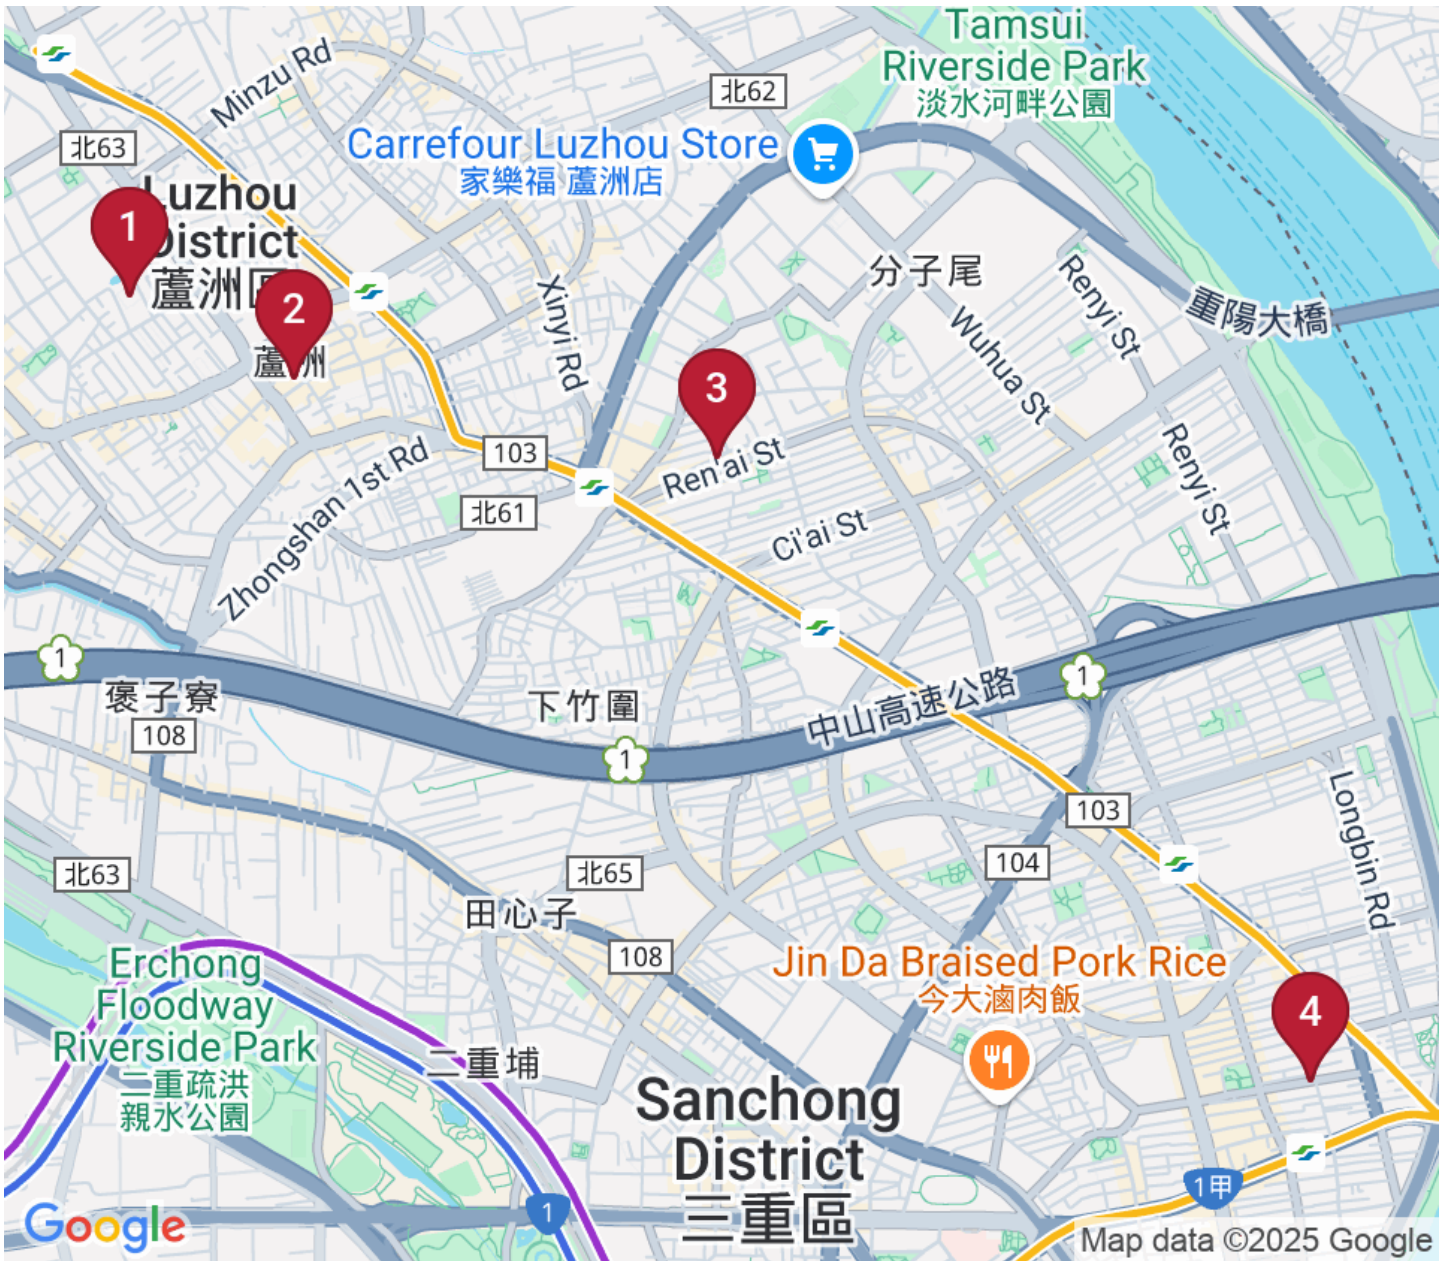 Tamsui
Riverside Park
淡水河畔公園
Minzu Rd
北62
北63
Carrefour Luzhou Store
家樂福 蘆洲店
Luzhou
District
1
2
分子尾
Renyi St
重陽大橋
Xinyi Rd
Wuhua St
3
Ren'ai St
Renyi St
103
北61
Zhongshan 1st Rd
Ci'ai St
1
1
1
中山高速公路
褒子寮
下竹圍
108
Longbin Rd
103
104
北63
北65
田心子
108
Jin Da Braised Pork Rice
今大滷肉飯
Erchong
Floodway
Riverside Park
二重疏洪
親水公園
二重埔
4
Sanchong
District
三重區
1
1甲
Google
Map data ©2025 Google